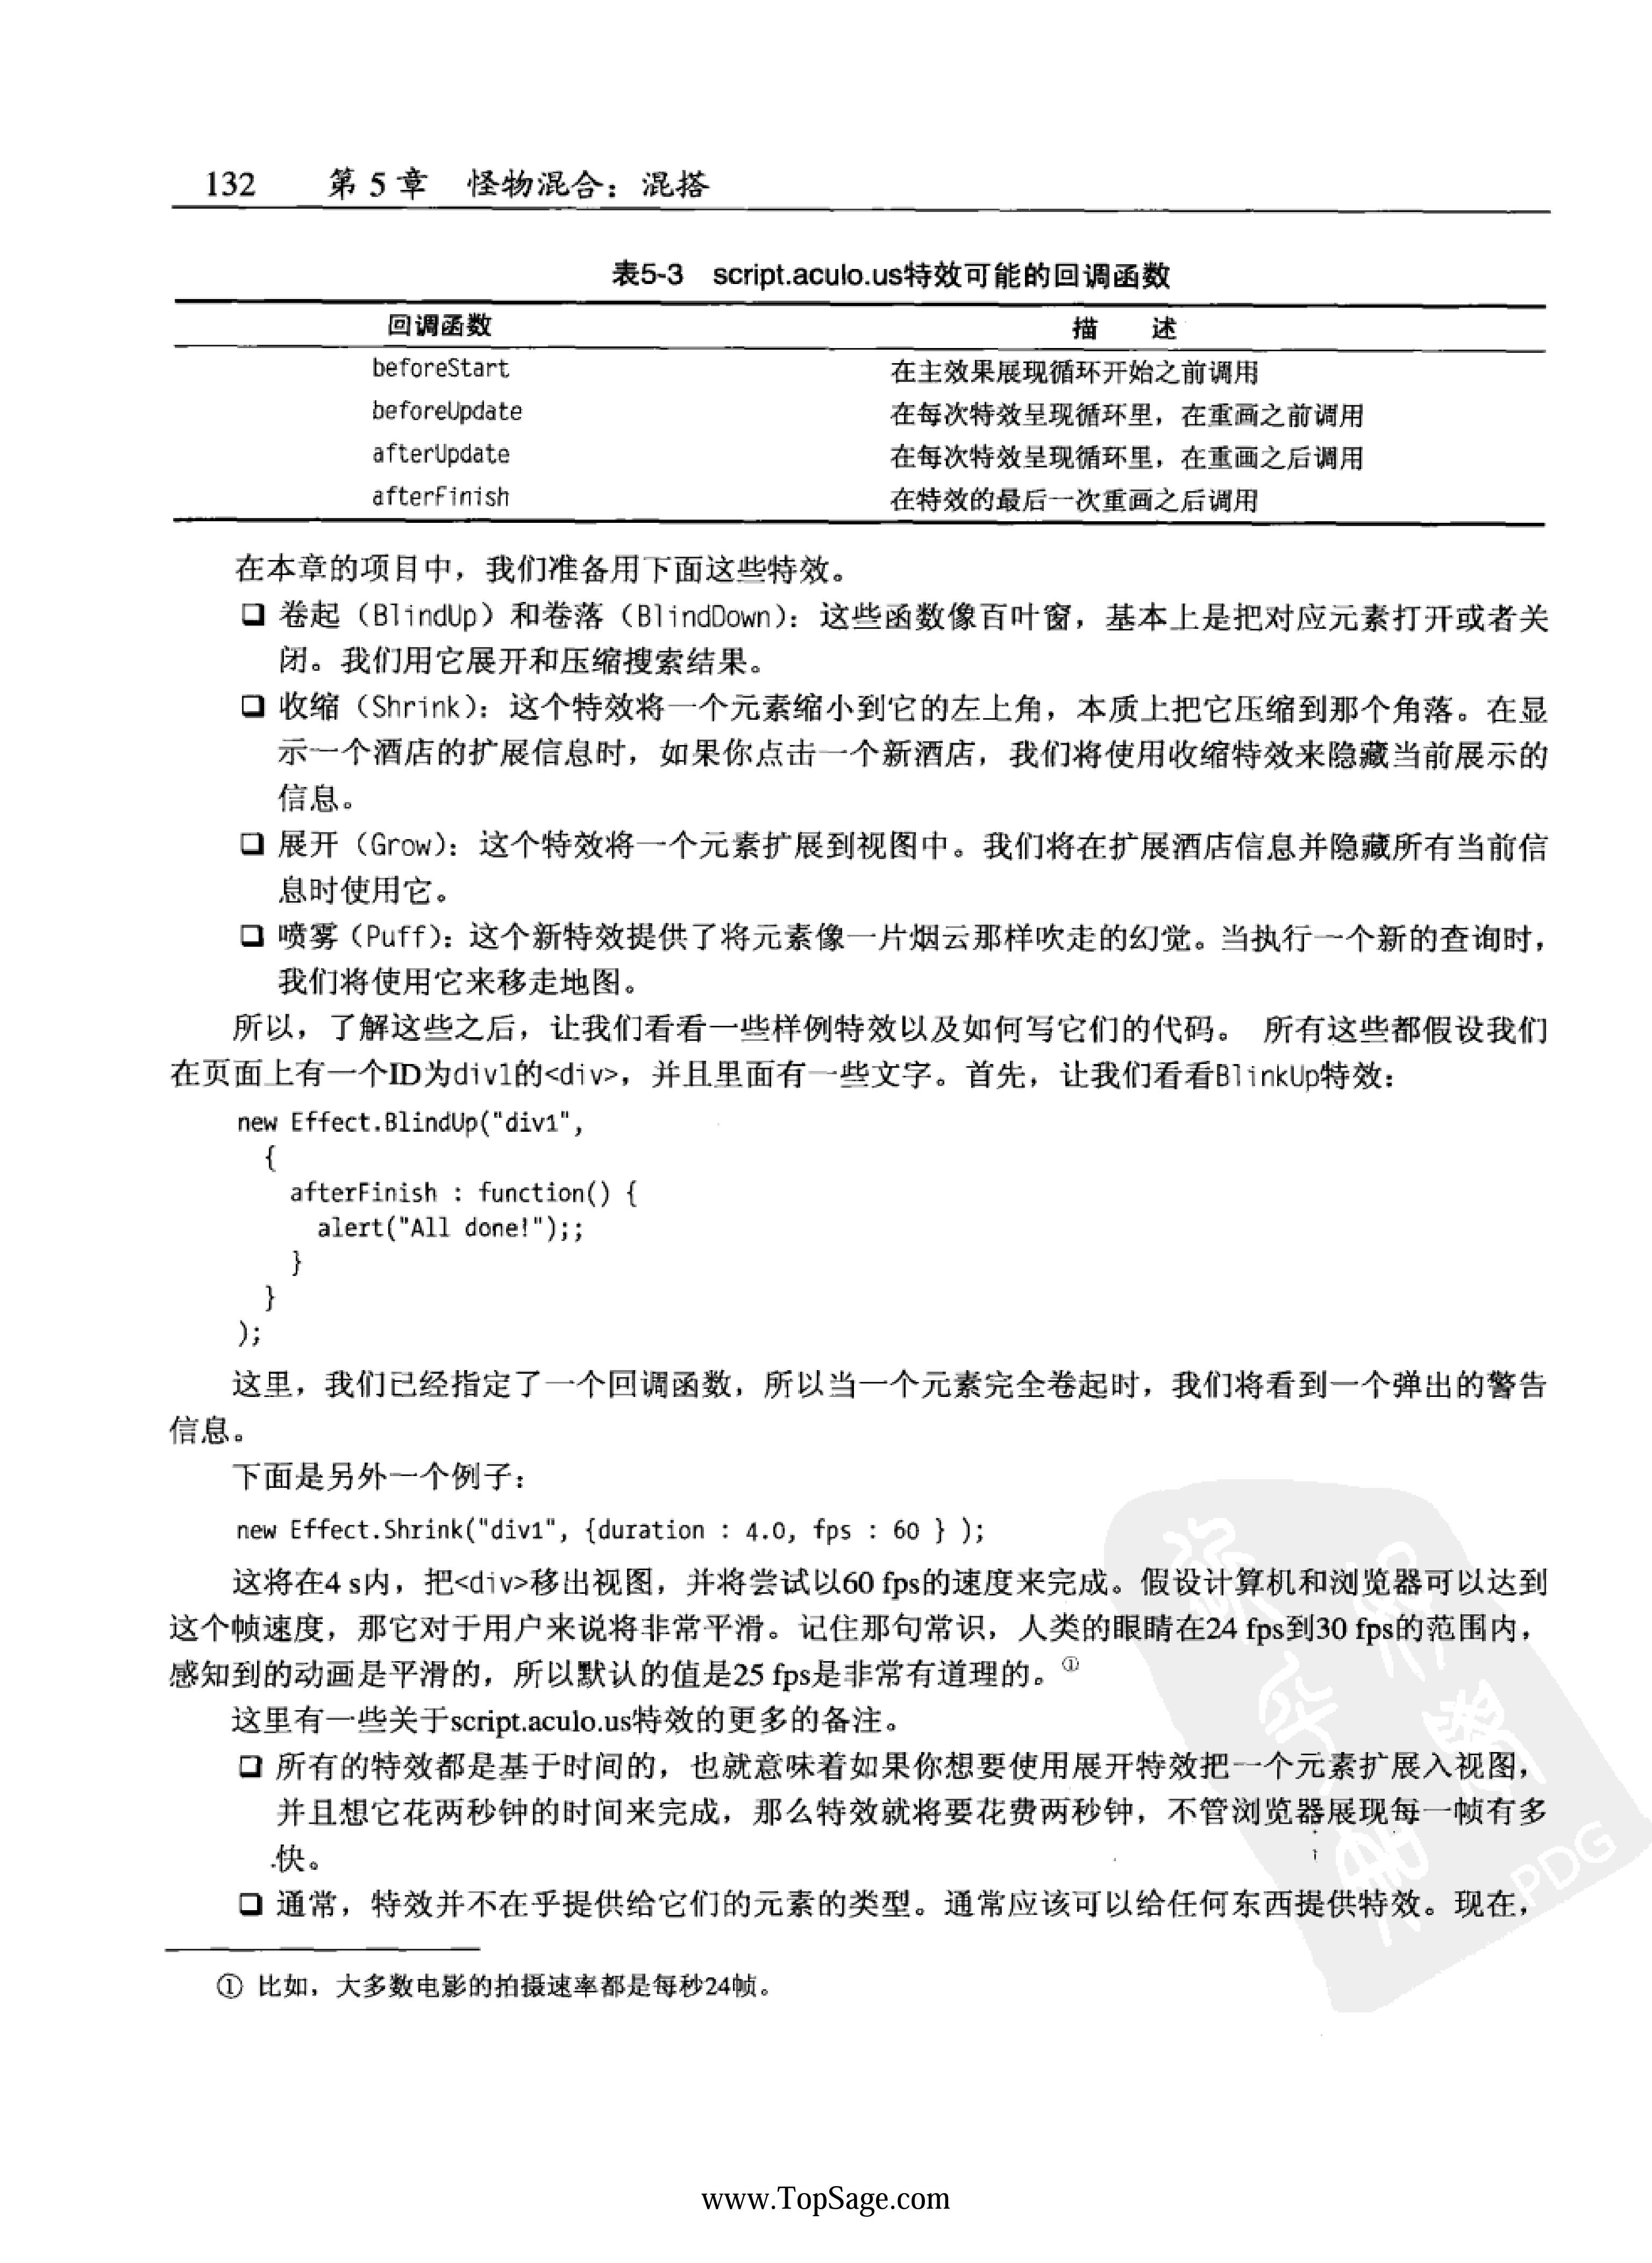 132 第 5 章 怪物混合：混搭
表5-3 script.aculo.us特效可能的回调函数
回调函数 描 述
beforeStart 在主效果展现循环开始之前调用
beforeUpdate 在每次特效呈现循环里，在重画之前调用
afterUpdate 在每次特效呈现循环里，在重画之后调用
afterFinish 在特效的最后一次重画之后调用
在本章的项目中，我们准备用下面这些特效。
❑ 卷起（BlindUp）和卷落（BlindDown）：这些函数像百叶窗，基本上是把对应元素打开或者关
闭。我们用它展开和压缩搜索结果。
❑ 收缩（Shrink）：这个特效将一个元素缩小到它的左上角，本质上把它压缩到那个角落。在显
示一个酒店的扩展信息时，如果你点击一个新酒店，我们将使用收缩特效来隐藏当前展示的
信息。
❑ 展开（Grow）：这个特效将一个元素扩展到视图中。我们将在扩展酒店信息并隐藏所有当前信
息时使用它。
❑ 喷雾（Puff）：这个新特效提供了将元素像一片烟云那样吹走的幻觉。当执行一个新的查询时，
我们将使用它来移走地图。
所以，了解这些之后，让我们看看一些样例特效以及如何写它们的代码。 所有这些都假设我们
在页面上有一个ID为div1的<div>，并且里面有一些文字。首先，让我们看看BlinkUp特效：
new Effect.BlindUp("div1",
{
afterFinish : function() {
alert("All done!");;
}
}
);
这里，我们已经指定了一个回调函数，所以当一个元素完全卷起时，我们将看到一个弹出的警告
信息。
下面是另外一个例子：
new Effect.Shrink("div1", {duration : 4.0, fps : 60 } );
这将在4 s内，把<div>移出视图，并将尝试以60 fps的速度来完成。假设计算机和浏览器可以达到
这个帧速度，那它对于用户来说将非常平滑。记住那句常识，人类的眼睛在24 fps到30 fps的范围内，
感知到的动画是平滑的，所以默认的值是25 fps是非常有道理的。①
这里有一些关于script.aculo.us特效的更多的备注。
❑ 所有的特效都是基于时间的，也就意味着如果你想要使用展开特效把一个元素扩展入视图，
并且想它花两秒钟的时间来完成，那么特效就将要花费两秒钟，不管浏览器展现每一帧有多
快。
❑ 通常，特效并不在乎提供给它们的元素的类型。通常应该可以给任何东西提供特效。现在，
① 比如，大多数电影的拍摄速率都是每秒24帧。
PDG
www.TopSage.com